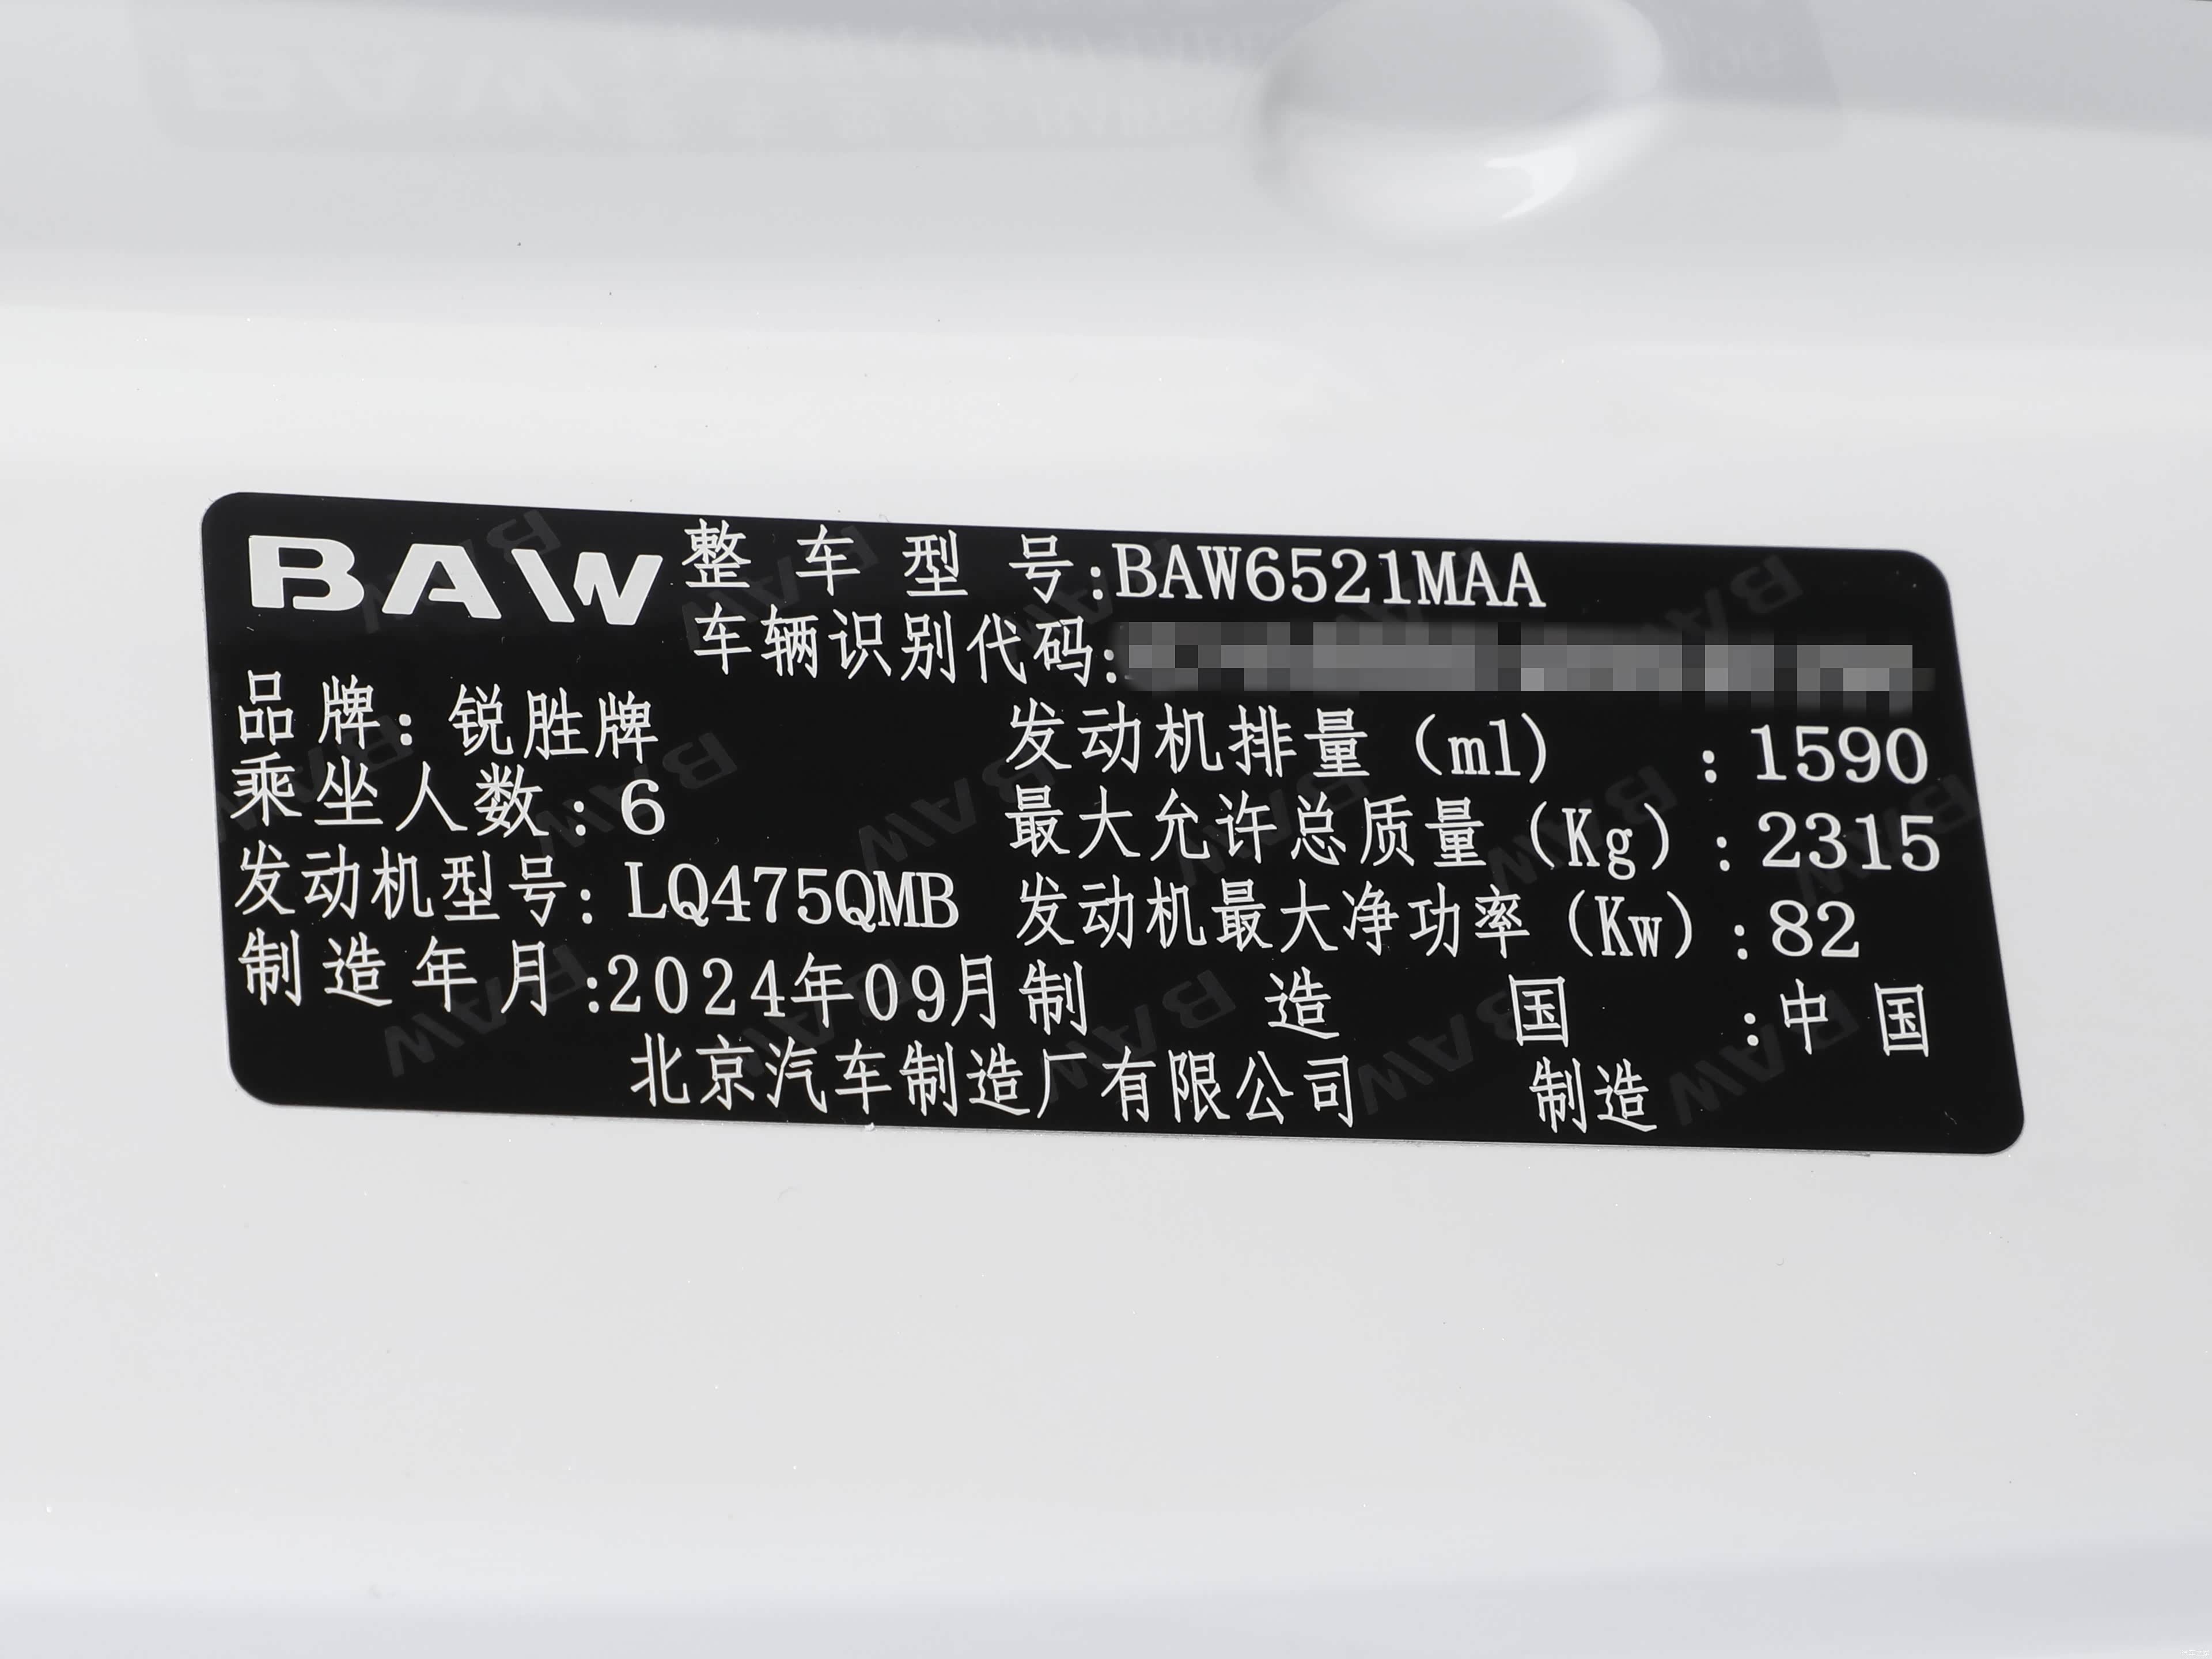 BAW 整车型号:BAW6521MAA
车辆识别代码:
品牌:锐胜牌 发动机排量(ml):1590
乘坐人数:6 最大允许总质量(Kg):2315
发动机型号:LQ475QMB 发动机最大净功率(Kw):82
制造年月:2024年09月 制造国:中国
北京汽车制造厂有限公司 制造